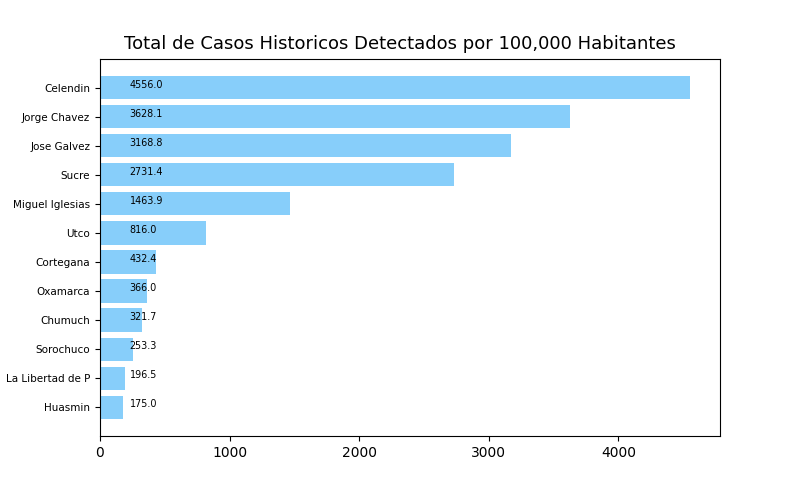 Total de Casos Historicos Detectados por 100,000 Habitantes
Celendin 4556.0
Jorge Chavez 3628.1
Jose Galvez 3168.8
Sucre 2731.4
Miguel Iglesias 1463.9
Utco 816.0
Cortegana 432.4
Oxamarca 366.0
Chumuch 321.7
Sorochuco 253.3
La Libertad de P 196.5
Huasmin 175.0
0 1000 2000 3000 4000